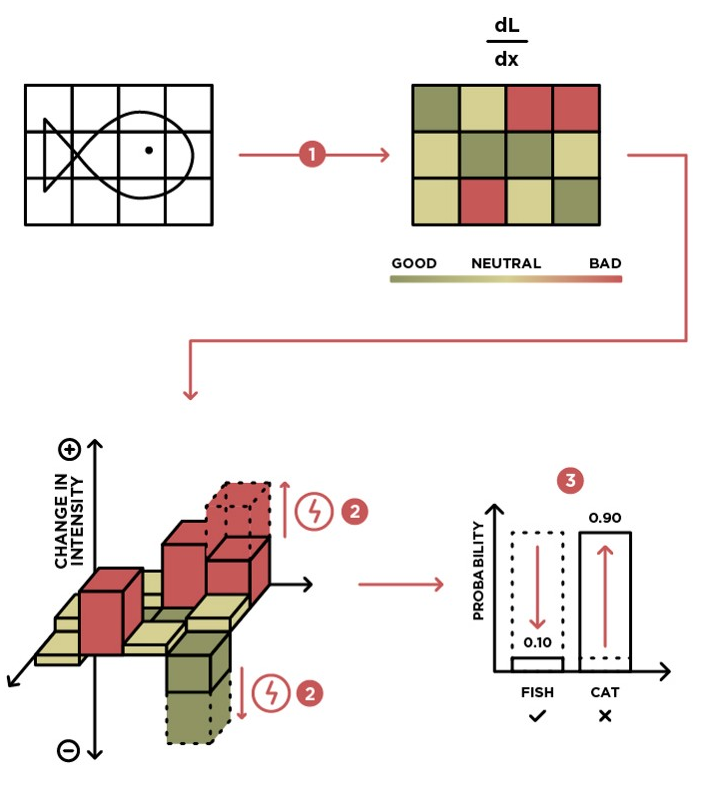 dL
dx
1
GOOD NEUTRAL BAD
+
CHANGE IN
INTENSITY
2
2
−
3
PROBABILITY
0.90
0.10
FISH CAT